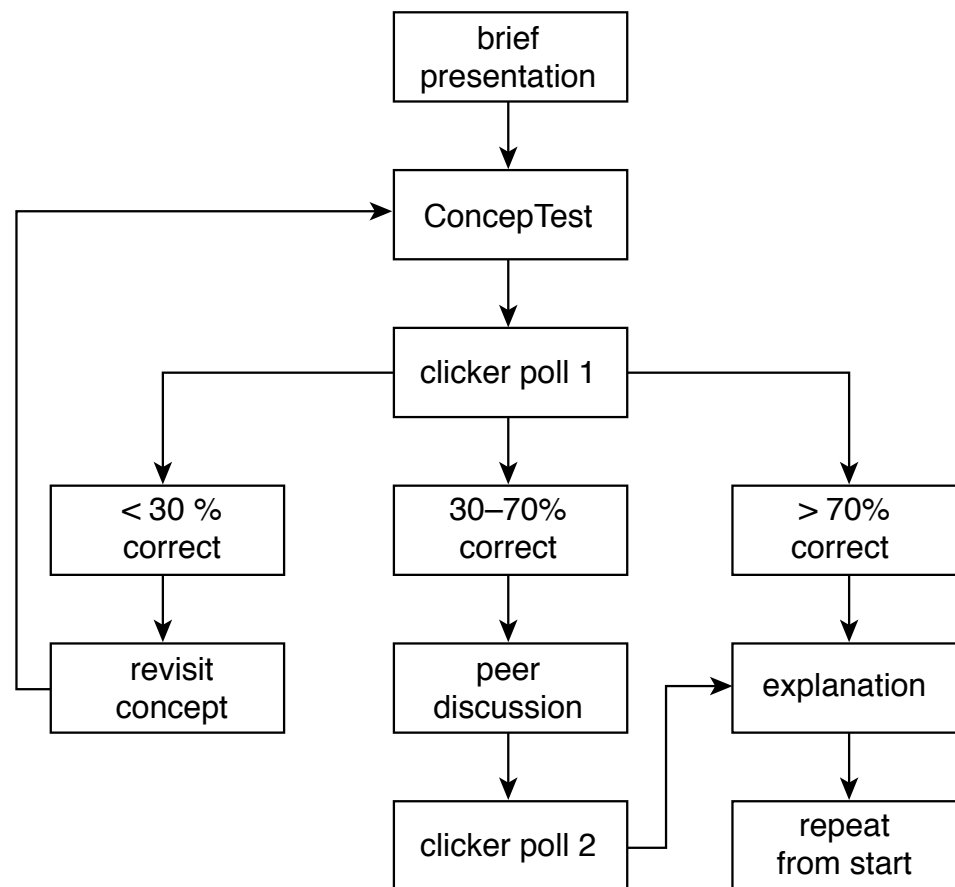 brief
presentation
ConcepTest
clicker poll 1
< 30 %
correct
30–70%
correct
> 70%
correct
revisit
concept
peer
discussion
explanation
clicker poll 2
repeat
from start